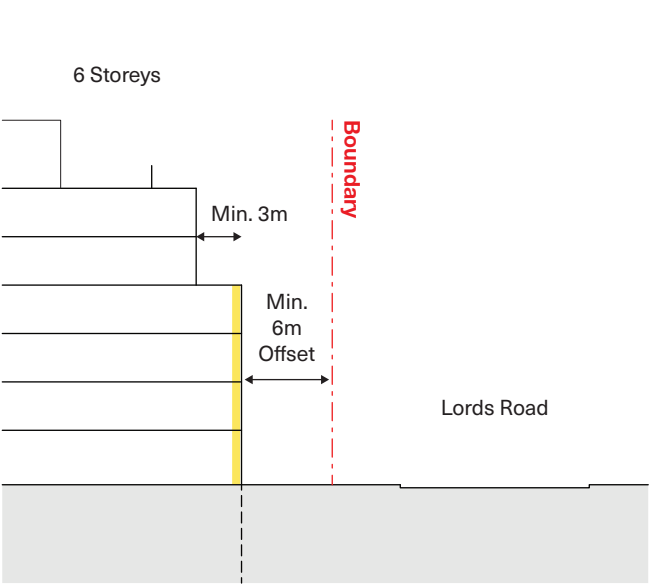 6 Storeys
Boundary
Min. 3m
Min.
6m
Offset
Lords Road